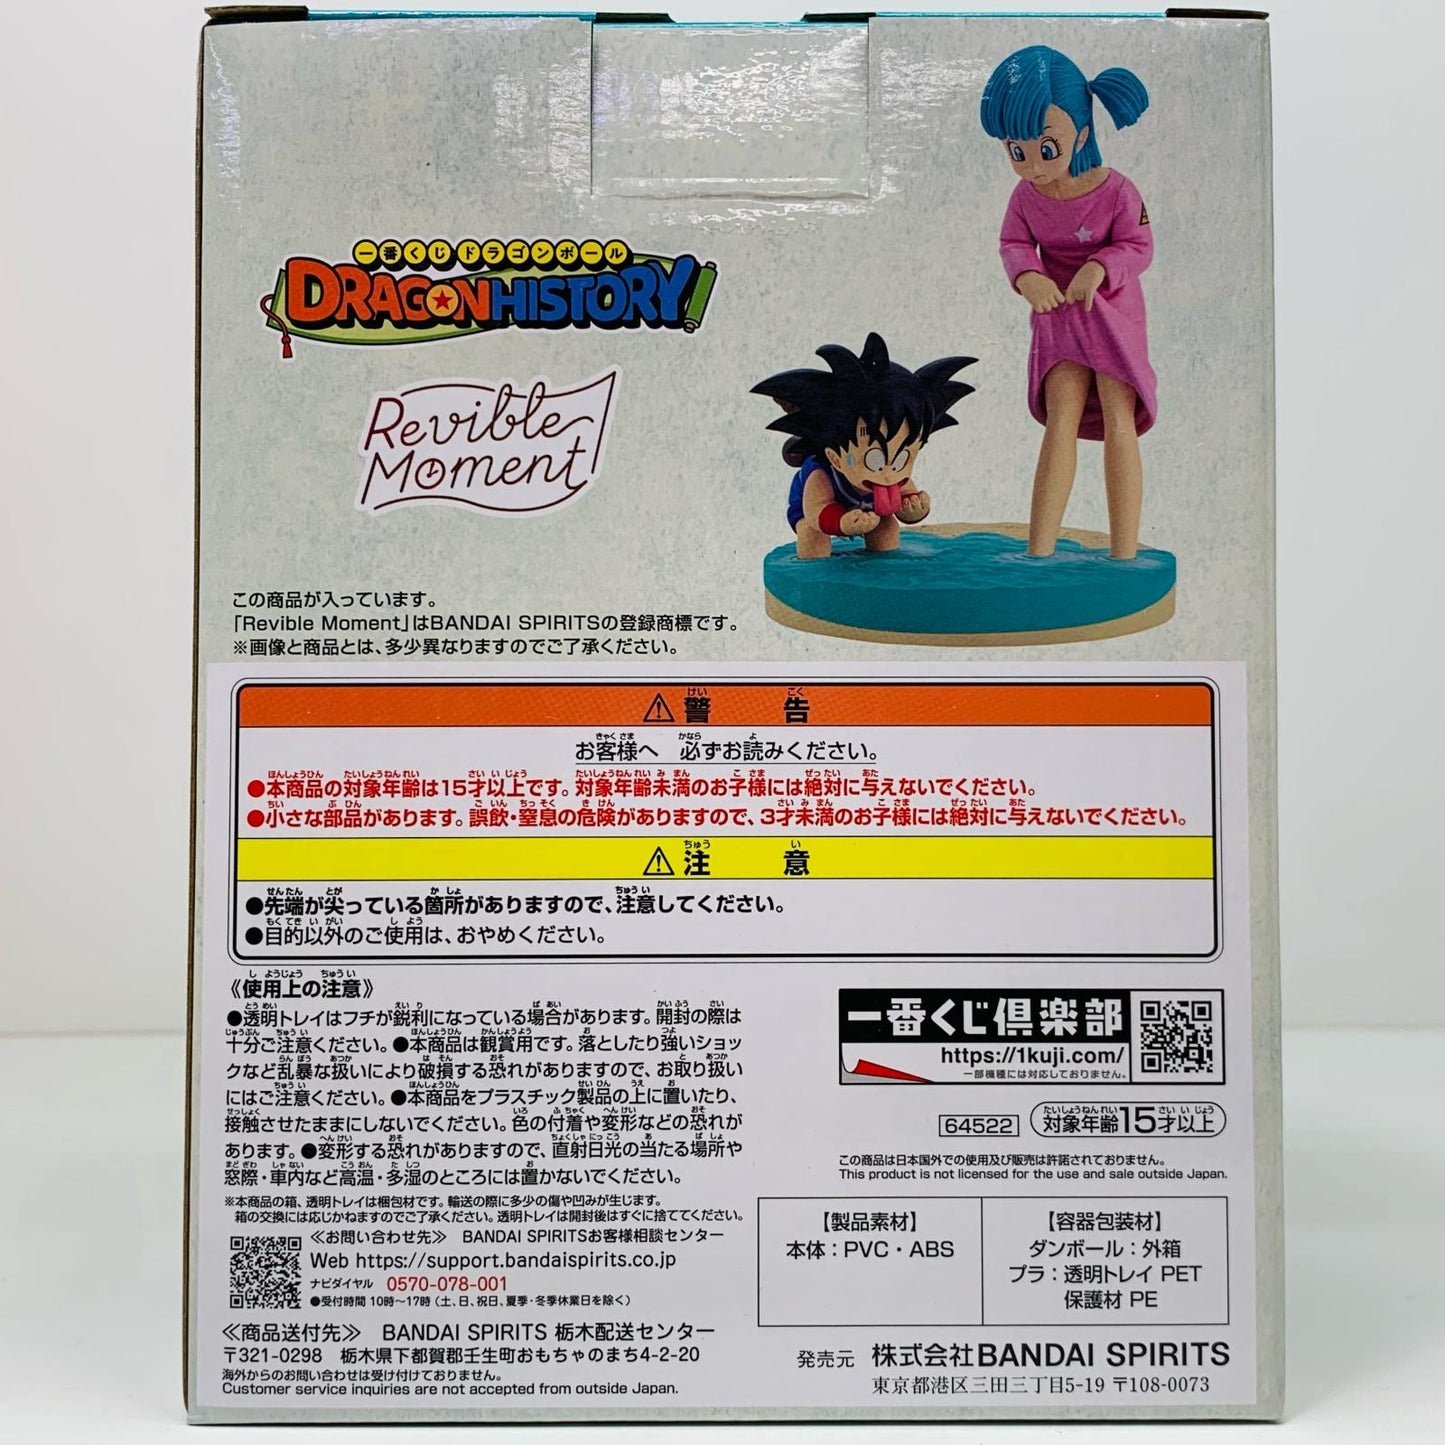 一番くじ ドラゴンボール
DRAGON HISTORY
Revible
Moment
この商品が入っています。
「Revible Moment」はBANDAI SPIRITSの登録商標です。
※画像と商品とは、多少異なりますのでご了承ください。
⚠警告
お客様へ 必ずお読みください。
●本商品の対象年齢は15才以上です。対象年齢未満のお子様には絶対に与えないでください。
●小さな部品があります。誤飲・窒息の危険がありますので、3才未満のお子様には絶対に与えないでください。
⚠注意
●先端が尖っている箇所がありますので、注意してください。
●目的以外のご使用は、おやめください。
《使用上の注意》
●透明トレイはフチが鋭利になっている場合があります。開封の際は
十分ご注意ください。●本商品は観賞用です。落としたり強いショッ
クなど乱暴な扱いにより破損する恐れがありますので、お取り扱い
にはご注意ください。●本商品をプラスチック製品の上に置いたり、
接触させたままにしないでください。色の付着や変形などの恐れが
あります。●変形する恐れがありますので、直射日光の当たる場所や
窓際・車内など高温・多湿のところには置かないでください。
※本商品の箱、透明トレイは梱包材です。輸送の際に多少の傷や凹みが生じます。
箱の交換には応じかねますのでご了承ください。透明トレイは開封後はすぐに捨ててください。
≪お問い合わせ先≫ BANDAI SPIRITSお客様相談センター
Web https://support.bandaispirits.co.jp
ナビダイヤル 0570-078-001
●受付時間 10時〜17時（土、日、祝日、夏季・冬季休業日を除く）
≪商品送付先≫ BANDAI SPIRITS 栃木配送センター
〒321-0298 栃木県下都賀郡壬生町おもちゃのまち4-2-20
海外からのお問い合わせは受け付けておりません。
Customer service inquiries are not accepted from outside Japan.
一番くじ倶楽部
https://1kuji.com/
一部機種には対応しておりません。
64522
対象年齢15才以上
この商品は日本国外での使用及び販売は許諾されておりません。
This product is not licensed for the use and sale outside Japan.
【製品素材】
本体：PVC・ABS
【容器包装材】
ダンボール：外箱
プラ：透明トレイ PET
保護材 PE
発売元 株式会社BANDAI SPIRITS
東京都港区三田三丁目5-19 〒108-0073